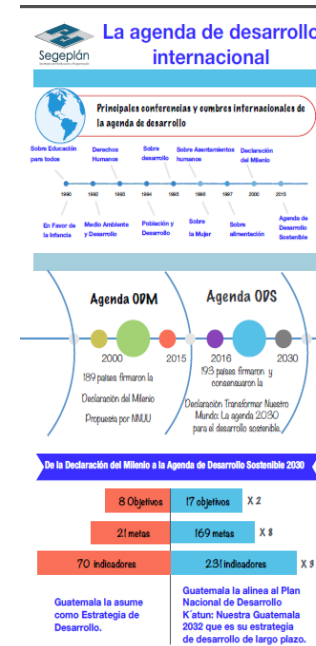 Segeplán
La agenda de desarrollo
internacional
Principales conferencias y cumbres internacionales de
la agenda de desarrollo
Sobre Educación
para todos
Derechos
Humanos
Sobre
desarrollo
Sobre Asentamientos
humanos
Declaración
del Milenio
1990 1992 1993 1994 1995 1996 1997 2000 2015
En Favor de
la Infancia
Medio Ambiente
y Desarrollo
Población y
Desarrollo
Sobre
la Mujer
Sobre
alimentación
Agenda de
Desarrollo
Sostenible
Agenda ODM
Agenda ODS
2000 2015 2016 2030
189 países firmaron la
Declaración del Milenio
Propuesta por NNUU
193 países firmaron y
consensuaron la
Declaración Transformar Nuestro
Mundo: La agenda 2030
para el desarrollo sostenible.
De la Declaración del Milenio a la Agenda de Desarrollo Sostenible 2030
8 Objetivos 17 objetivos X 2
21 metas 169 metas X 8
70 indicadores 231 indicadores X 3
Guatemala la asume
como Estrategia de
Desarrollo.
Guatemala la alinea al Plan
Nacional de Desarrollo
K´atun: Nuestra Guatemala
2032 que es su estrategia
de desarrollo de largo plazo.